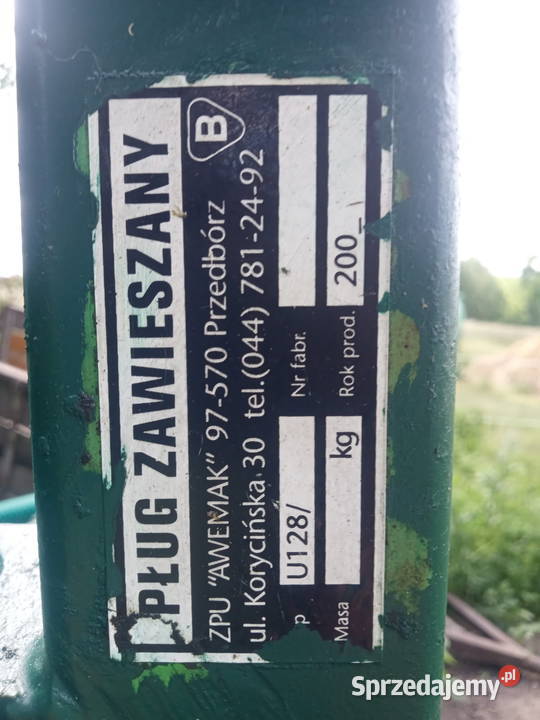 PŁUG ZAWIESZANY
B
ZPU "AWEMAK" 97-570 Przedbórz
ul. Korycińska 30 tel.(044) 781-24-92
p U128/ Nr fabr.
Masa kg Rok prod. 200_
Sprzedajemy.pl